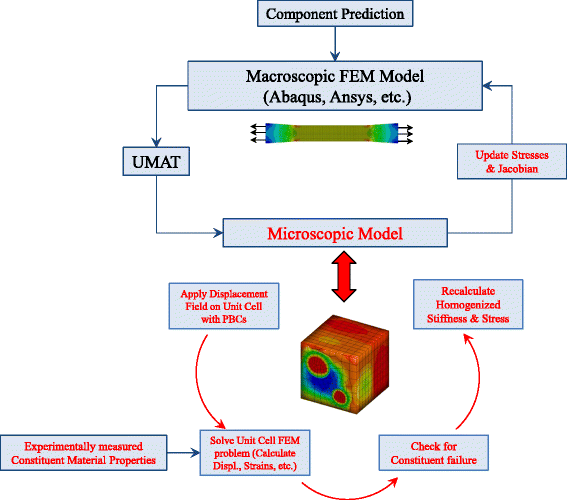 Component Prediction
Macroscopic FEM Model
(Abaqus, Ansys, etc.)
UMAT
Update Stresses
& Jacobian
Microscopic Model
Apply Displacement
Field on Unit Cell
with PBCs
Recalculate
Homogenized
Stiffness & Stress
Experimentally measured
Constituent Material Properties
Solve Unit Cell FEM
problem (Calculate
Displ., Strains, etc.)
Check for
Constituent failure